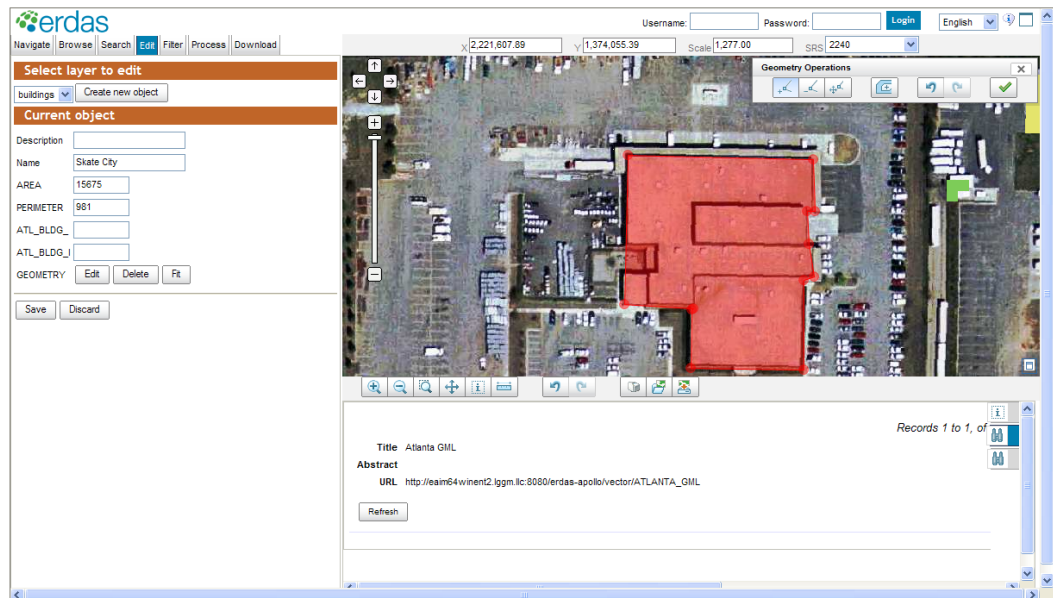 erdas
Username: Password: Login English
Navigate Browse Search Edit Filter Process Download
X 2,221,607.89 Y 1,374,055.39 Scale 1,277.00 SRS 2240
Select layer to edit
buildings Create new object
Current object
Description
Name Skate City
AREA 15675
PERIMETER 981
ATL_BLDG_
ATL_BLDG_I
GEOMETRY Edit Delete Fit
Save Discard
Geometry Operations
Records 1 to 1, of
Title Atlanta GML
Abstract
URL http://eaim64winent2.lggm.llc:8080/erdas-apollo/vector/ATLANTA_GML
Refresh